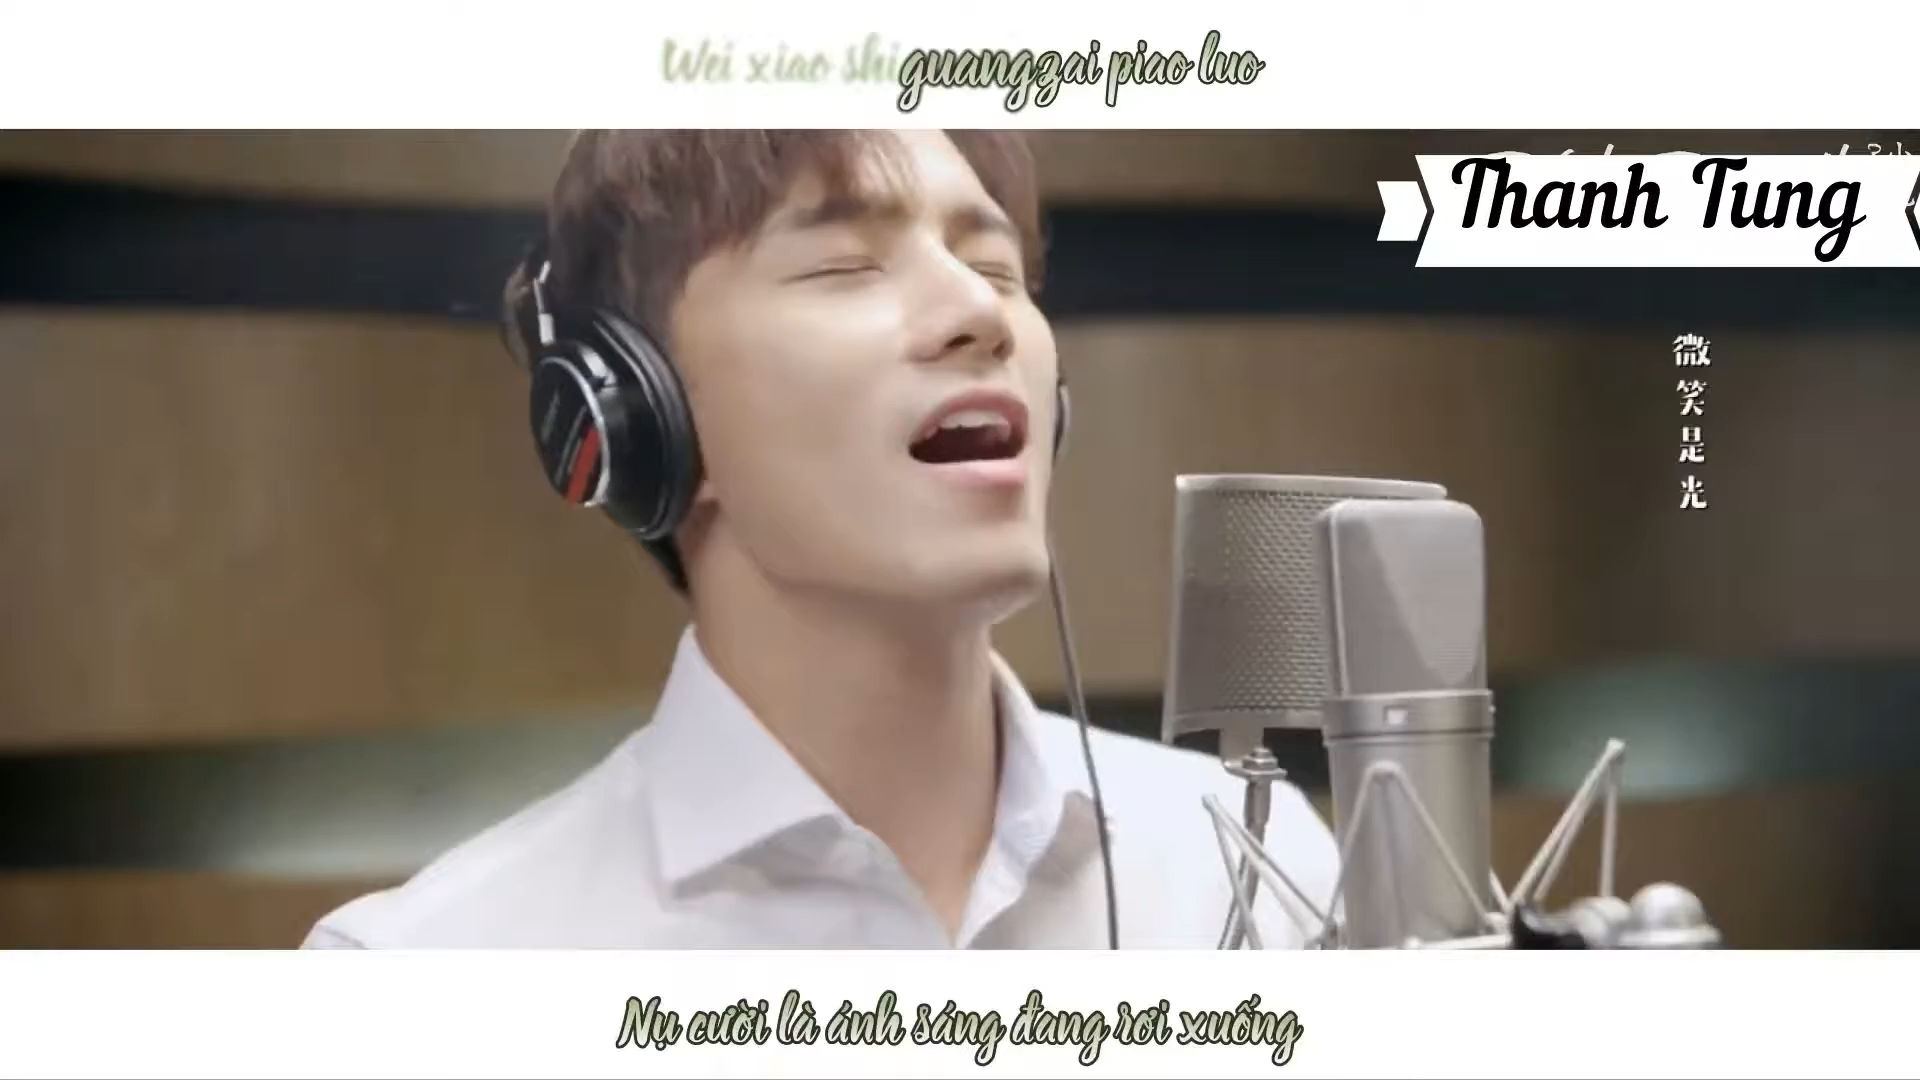 Wei xiao shi guangzai piao luo
Thanh Tung
微笑是光
Nụ cười là ánh sáng đang rơi xuống